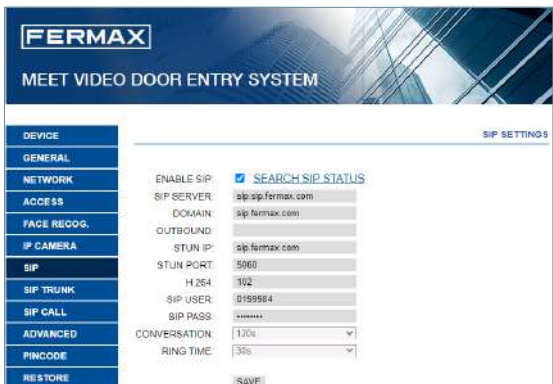 FERMAX
MEET VIDEO DOOR ENTRY SYSTEM
DEVICE
GENERAL
NETWORK
ACCESS
FACE RECOG.
IP CAMERA
SIP
SIP TRUNK
SIP CALL
ADVANCED
PINCODE
RESTORE
SIP SETTINGS
ENABLE SIP: SEARCH SIP STATUS
SIP SERVER: sip:sip.fermax.com
DOMAIN: sip.fermax.com
OUTBOUND:
STUN IP: sip.fermax.com
STUN PORT: 5060
H.264: 102
SIP USER: 0199984
SIP PASS: ••••••••
CONVERSATION: 120s
RING TIME: 30s
SAVE